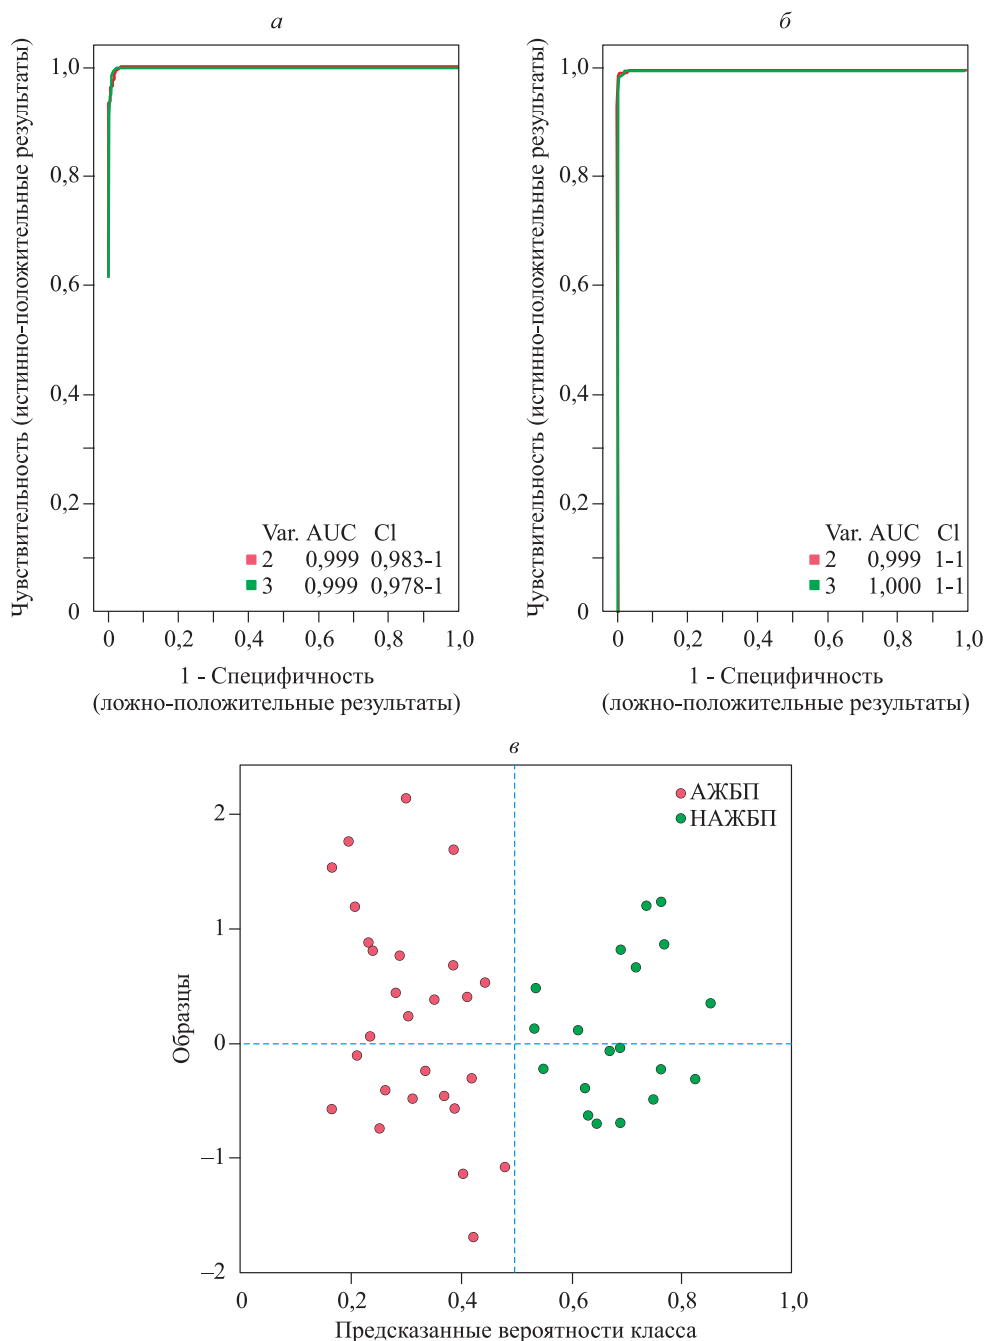 а
Чувствительность (истинно-положительные результаты)
1,0
0,8
0,6
0,4
0,2
0
Var. AUC Cl
2 0,999 0,983-1
3 0,999 0,978-1
0 0,2 0,4 0,6 0,8 1,0
1 - Специфичность
(ложно-положительные результаты)
б
Чувствительность (истинно-положительные результаты)
1,0
0,8
0,6
0,4
0,2
0
Var. AUC Cl
2 0,999 1-1
3 1,000 1-1
0 0,2 0,4 0,6 0,8 1,0
1 - Специфичность
(ложно-положительные результаты)
в
АЖБП
НАЖБП
Образцы
2
1
0
–1
–2
0 0,2 0,4 0,6 0,8 1,0
Предсказанные вероятности класса